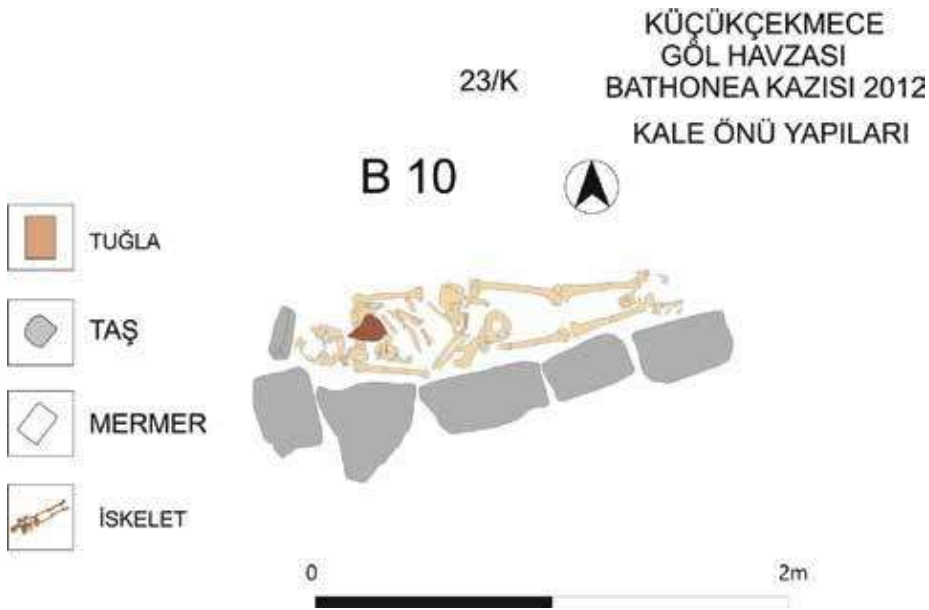 KÜÇÜKÇEKMECE
GÖL HAVZASI
23/K
BATHONEA KAZISI 2012
KALE ÖNÜ YAPILARI
B 10
TUĞLA
TAŞ
MERMER
İSKELET
0
2m